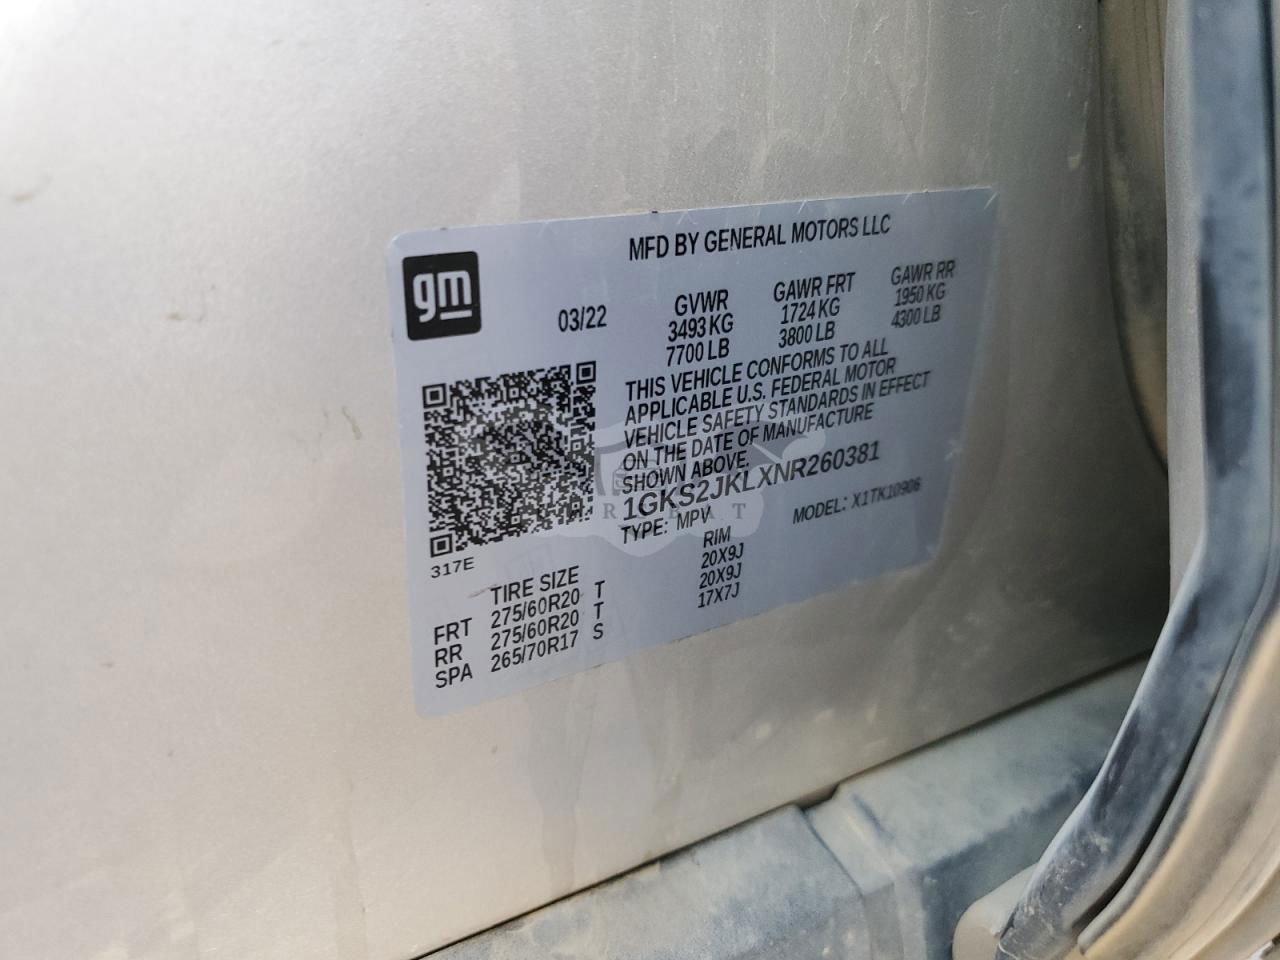 MFD BY GENERAL MOTORS LLC
gm
03/22
GVWR GAWR FRT GAWR RR
3493 KG 1724 KG 1950 KG
7700 LB 3800 LB 4300 LB
THIS VEHICLE CONFORMS TO ALL
APPLICABLE U.S. FEDERAL MOTOR
VEHICLE SAFETY STANDARDS IN EFFECT
ON THE DATE OF MANUFACTURE
SHOWN ABOVE.
1GKS2JKLXNR260381
TYPE: MPV MODEL: X1TK10906
317E
TIRE SIZE RIM
FRT 275/60R20 T 20X9J
RR 275/60R20 T 20X9J
SPA 265/70R17 S 17X7J